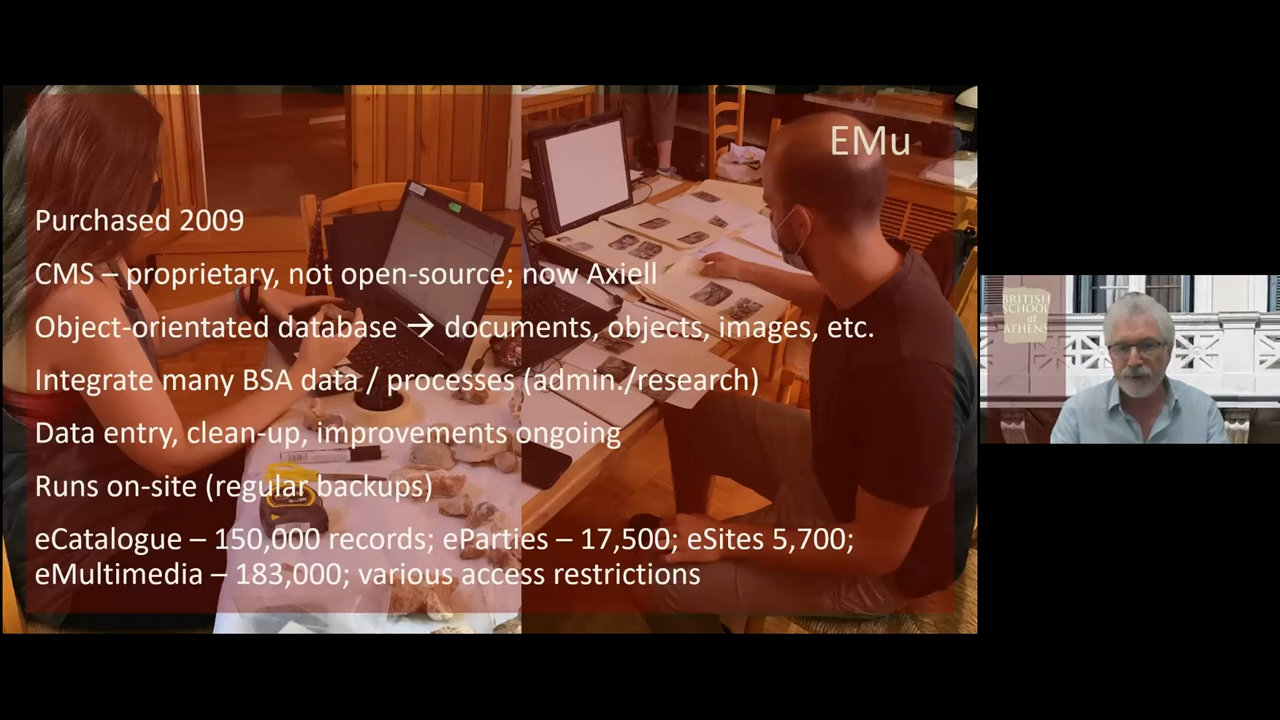 EMu
Purchased 2009
CMS – proprietary, not open-source; now Axiell
Object-orientated database → documents, objects, images, etc.
Integrate many BSA data / processes (admin./research)
Data entry, clean-up, improvements ongoing
Runs on-site (regular backups)
eCatalogue – 150,000 records; eParties – 17,500; eSites 5,700;
eMultimedia – 183,000; various access restrictions
BRITISH
SCHOOL
at
ATHENS